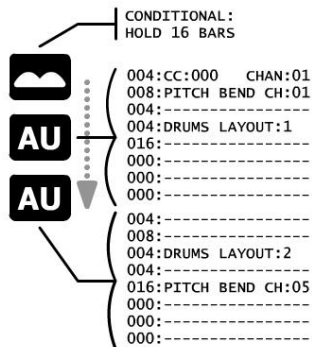 CONDITIONAL:
HOLD 16 BARS
004:CC:000 CHAN:01
008:PITCH BEND CH:01
004:-----------------
AU
004:DRUMS LAYOUT:1
016:-----------------
000:-----------------
000:-----------------
000:-----------------
AU
004:-----------------
008:-----------------
004:DRUMS LAYOUT:2
004:-----------------
016:PITCH BEND CH:05
000:-----------------
000:-----------------
000:-----------------